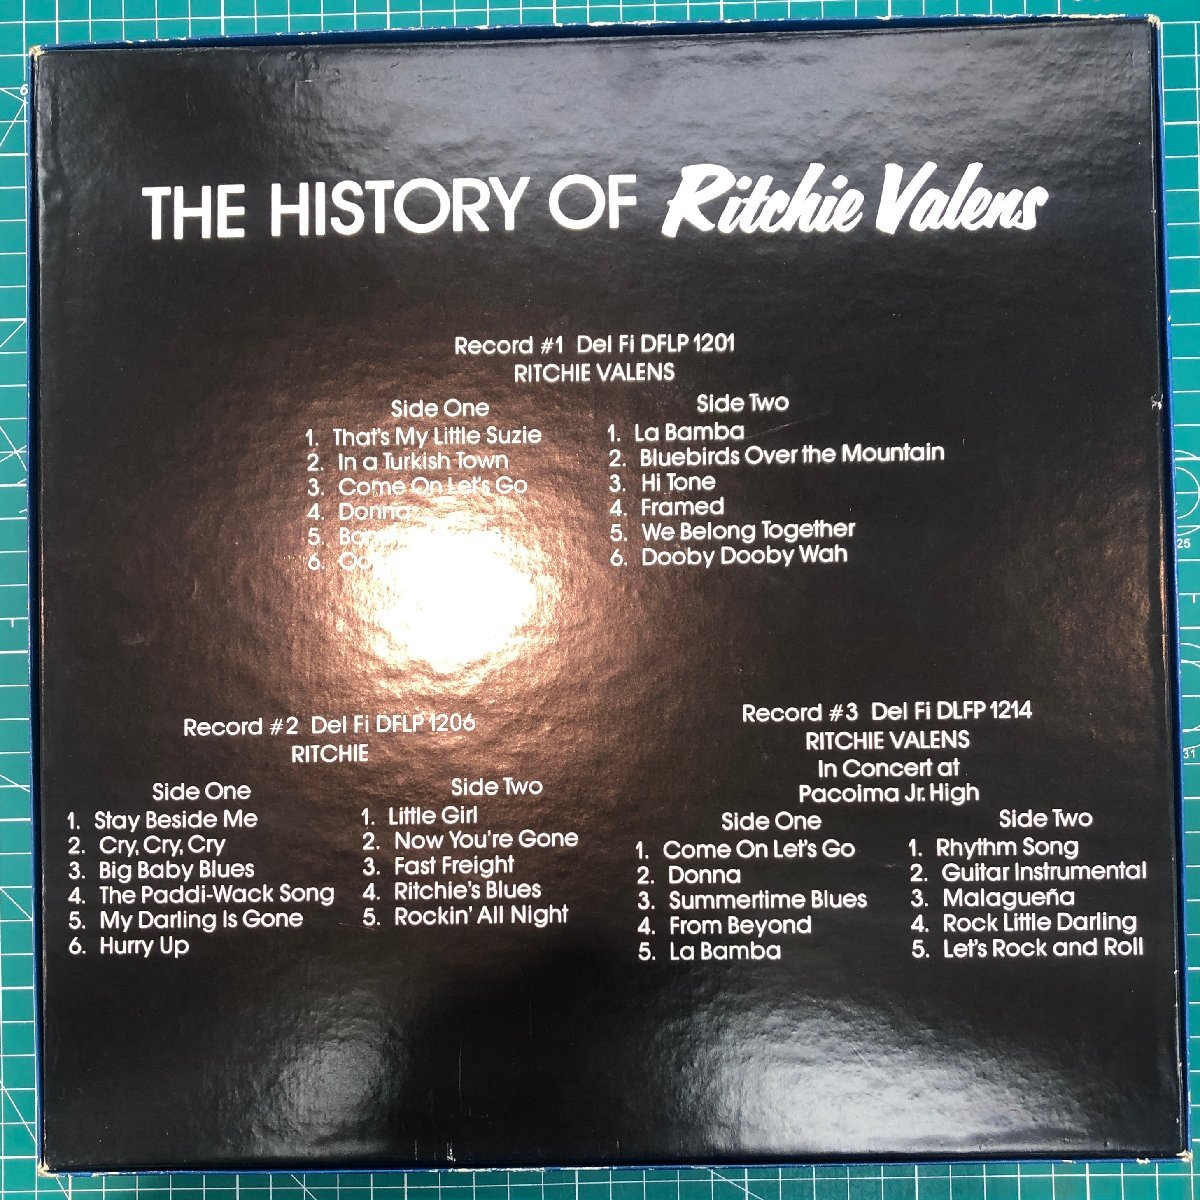 THE HISTORY OF Ritchie Valens
Record #1 Del Fi DFLP 1201
RITCHIE VALENS
Side One
1. That's My Little Suzie
2. In a Turkish Town
3. Come On Let's Go
4. Donna
5.
6.
Side Two
1. La Bamba
2. Bluebirds Over the Mountain
3. Hi Tone
4. Framed
5. We Belong Together
6. Dooby Dooby Wah
Record #2 Del Fi DFLP 1206
RITCHIE
Side One
1. Stay Beside Me
2. Cry, Cry, Cry
3. Big Baby Blues
4. The Paddi-Wack Song
5. My Darling Is Gone
6. Hurry Up
Side Two
1. Little Girl
2. Now You're Gone
3. Fast Freight
4. Ritchie's Blues
5. Rockin' All Night
Record #3 Del Fi DLFP 1214
RITCHIE VALENS
In Concert at
Pacoima Jr. High
Side One
1. Come On Let's Go
2. Donna
3. Summertime Blues
4. From Beyond
5. La Bamba
Side Two
1. Rhythm Song
2. Guitar Instrumental
3. Malagueña
4. Rock Little Darling
5. Let's Rock and Roll
6
25
31